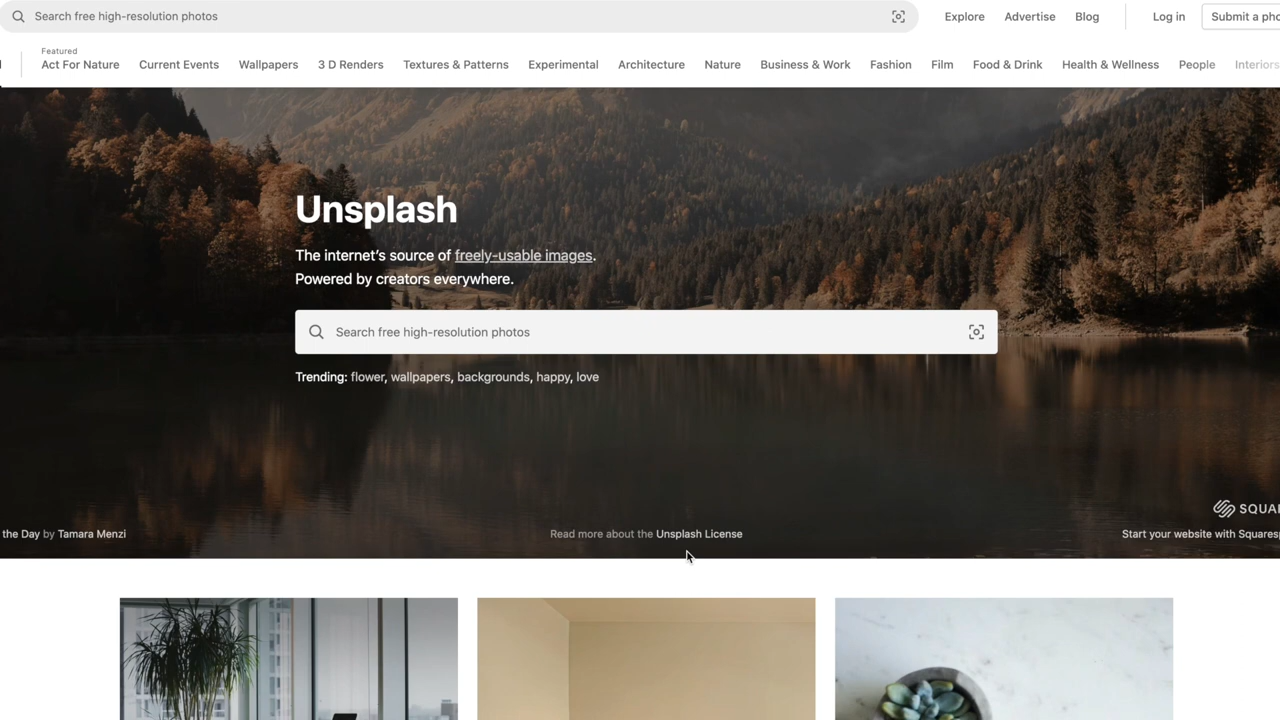 Search free high-resolution photos
Explore
Advertise
Blog
Log in
Submit a pho
Featured
Act For Nature
Current Events
Wallpapers
3 D Renders
Textures & Patterns
Experimental
Architecture
Nature
Business & Work
Fashion
Film
Food & Drink
Health & Wellness
People
Interiors
Unsplash
The internet’s source of freely-usable images.
Powered by creators everywhere.
Search free high-resolution photos
Trending: flower, wallpapers, backgrounds, happy, love
SQUA
the Day by Tamara Menzi
Read more about the Unsplash License
Start your website with Squaresp